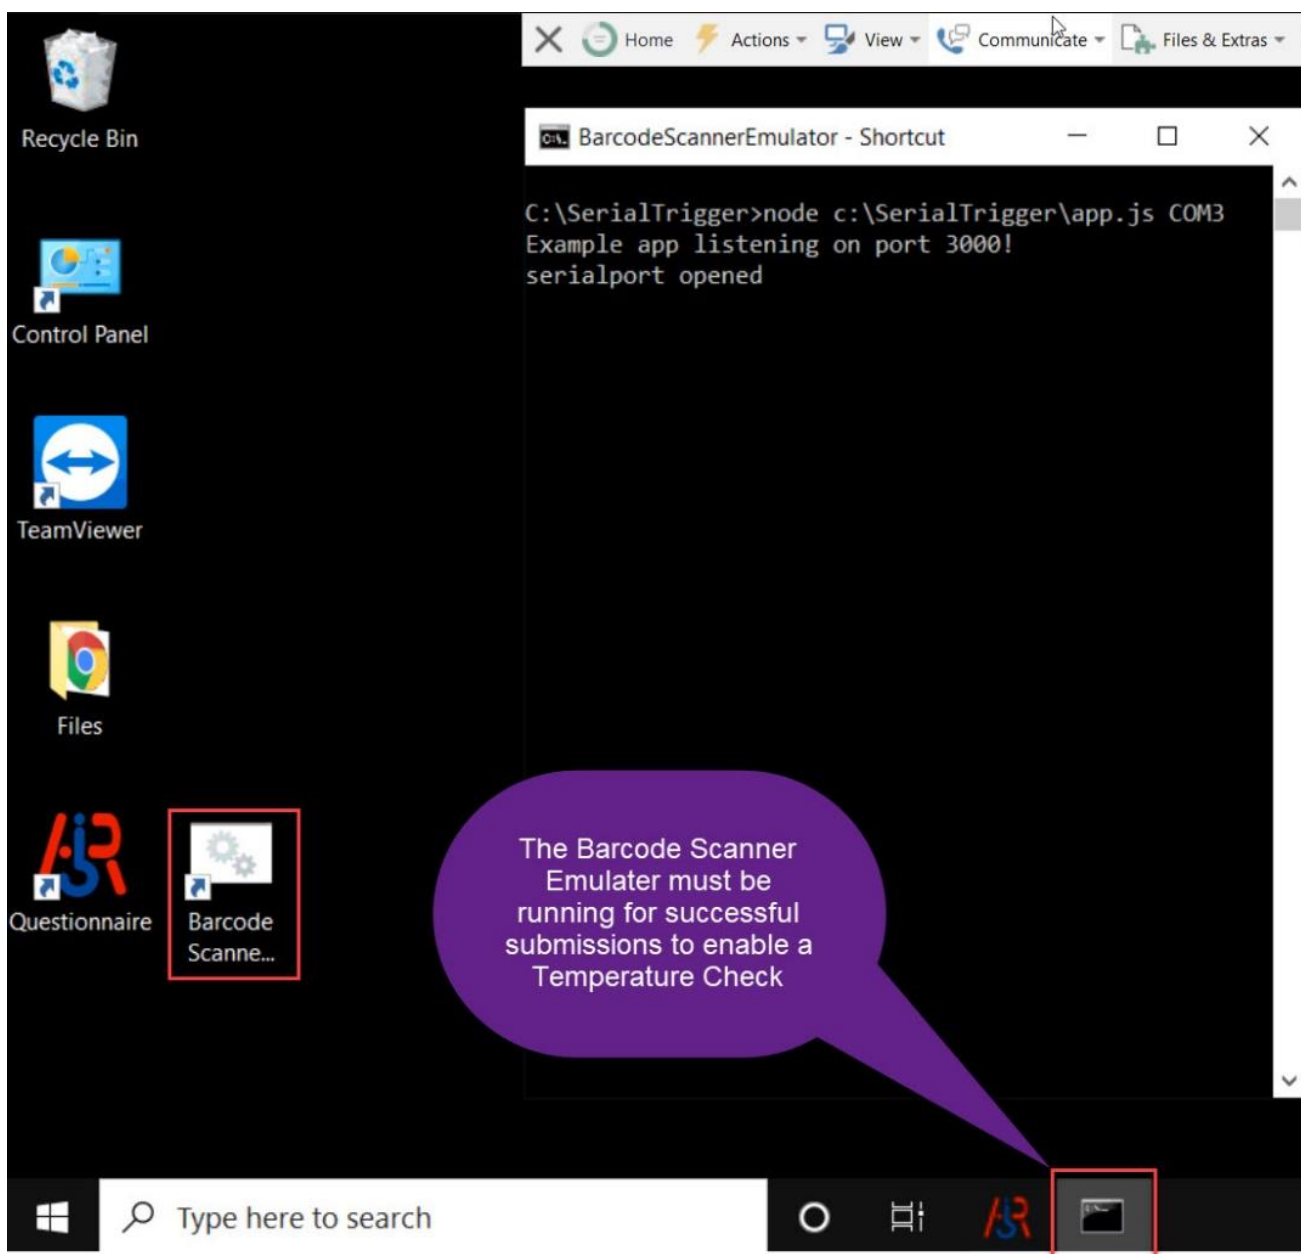 Home Actions View Communicate Files & Extras
Recycle Bin
BarcodeScannerEmulator - Shortcut
C:\SerialTrigger>node c:\SerialTrigger\app.js COM3
Example app listening on port 3000!
serialport opened
Control Panel
TeamViewer
Files
Questionnaire
Barcode
Scanne...
The Barcode Scanner
Emulater must be
running for successful
submissions to enable a
Temperature Check
Type here to search